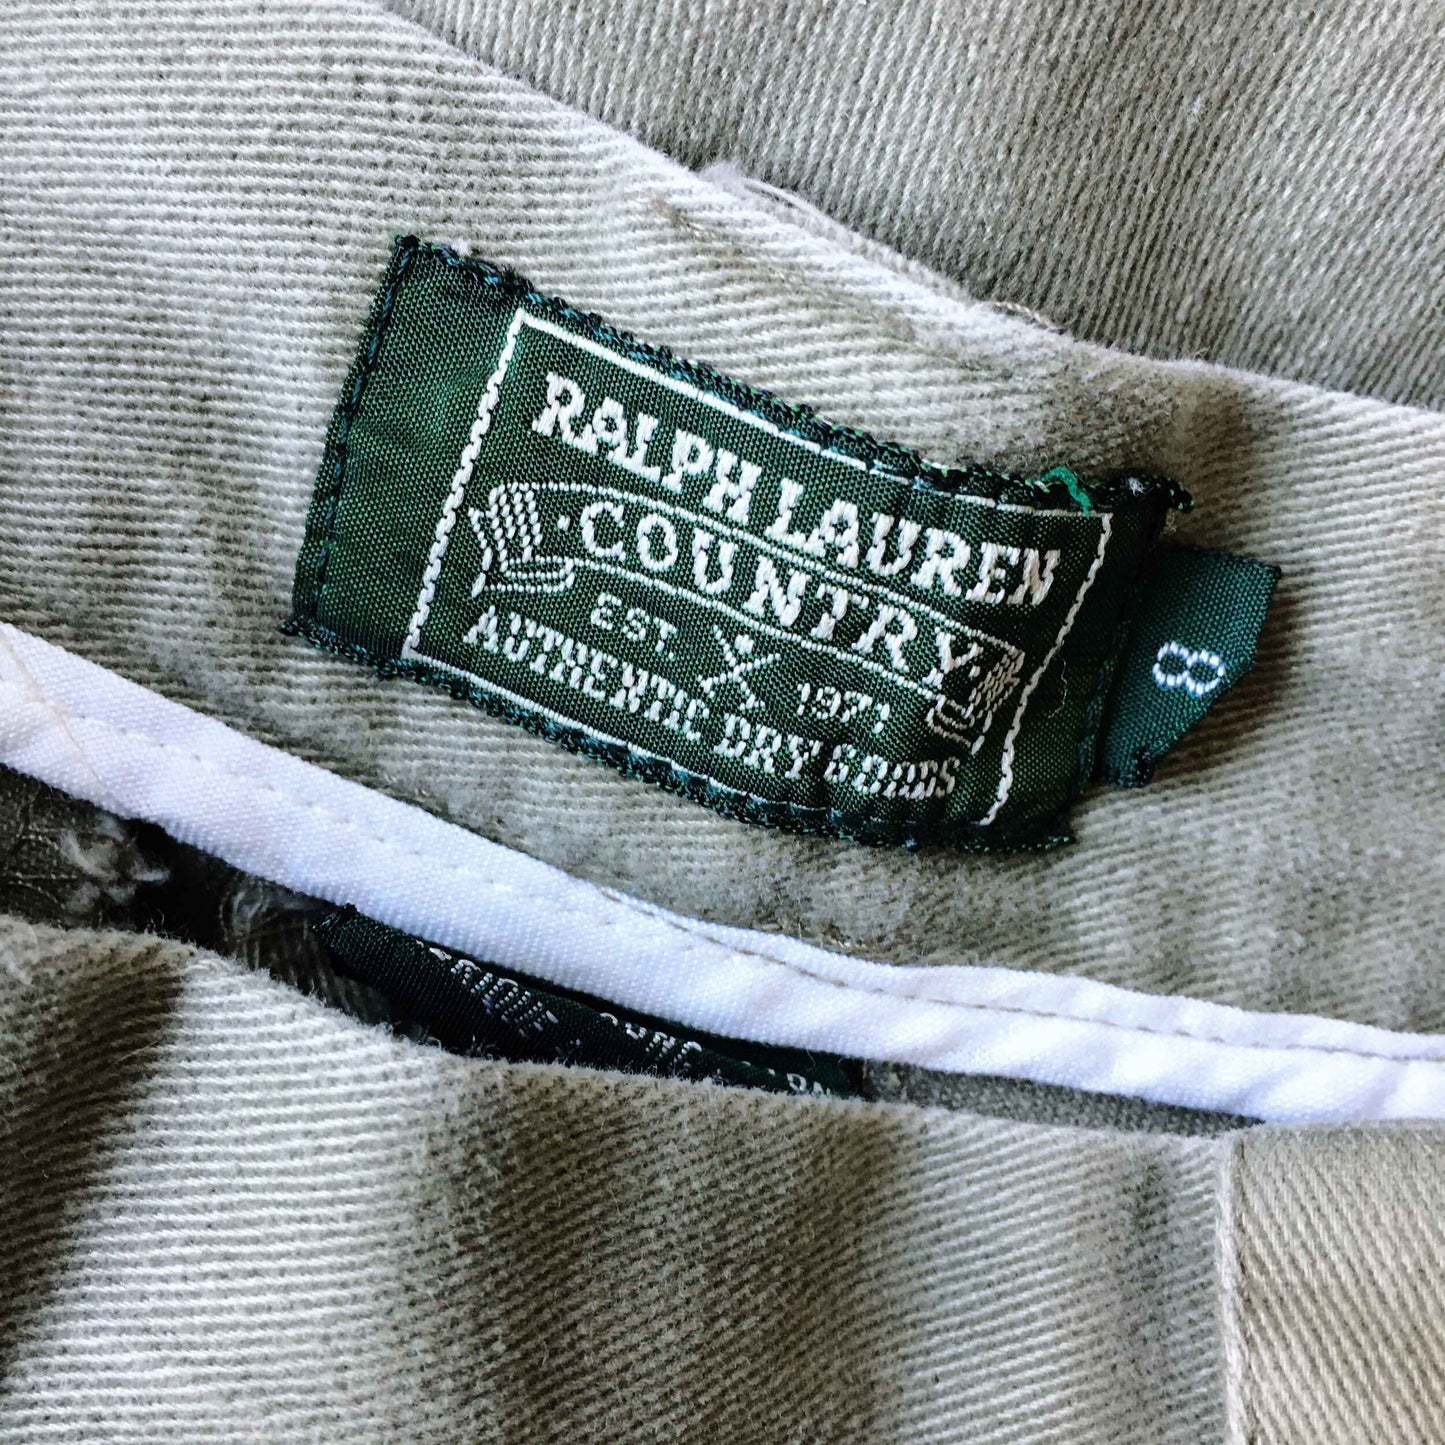 RALPH LAUREN
·COUNTRY·
EST. 1971
AUTHENTIC DRY GOODS
8